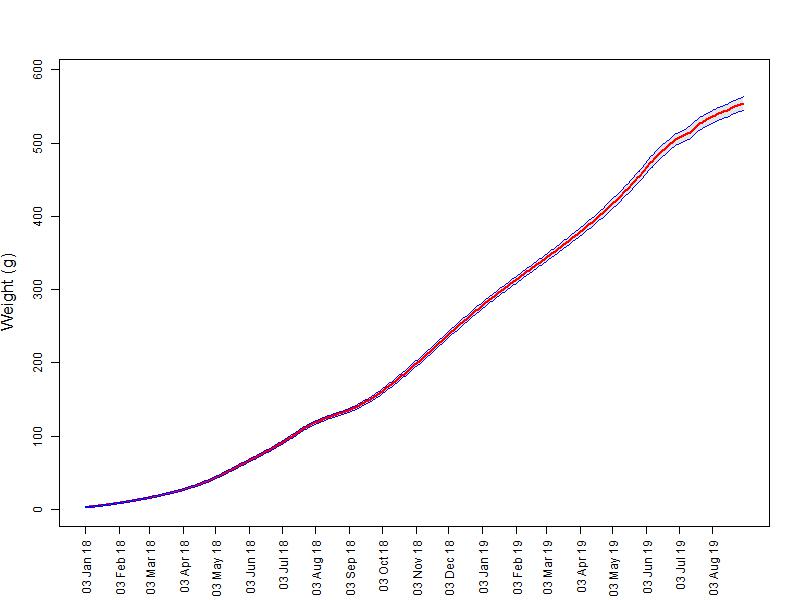 600
500
400
300
200
100
0
Weight (g)
03 Jan 18
03 Feb 18
03 Mar 18
03 Apr 18
03 May 18
03 Jun 18
03 Jul 18
03 Aug 18
03 Sep 18
03 Oct 18
03 Nov 18
03 Dec 18
03 Jan 19
03 Feb 19
03 Mar 19
03 Apr 19
03 May 19
03 Jun 19
03 Jul 19
03 Aug 19